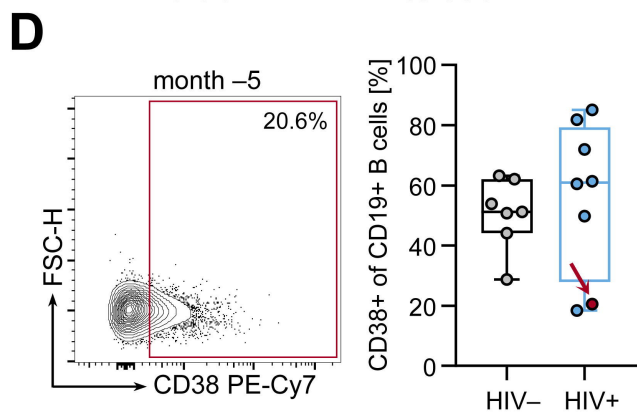 D
month –5
20.6%
FSC-H
CD38 PE-Cy7
CD38+ of CD19+ B cells [%]
100
80
60
40
20
0
HIV–
HIV+